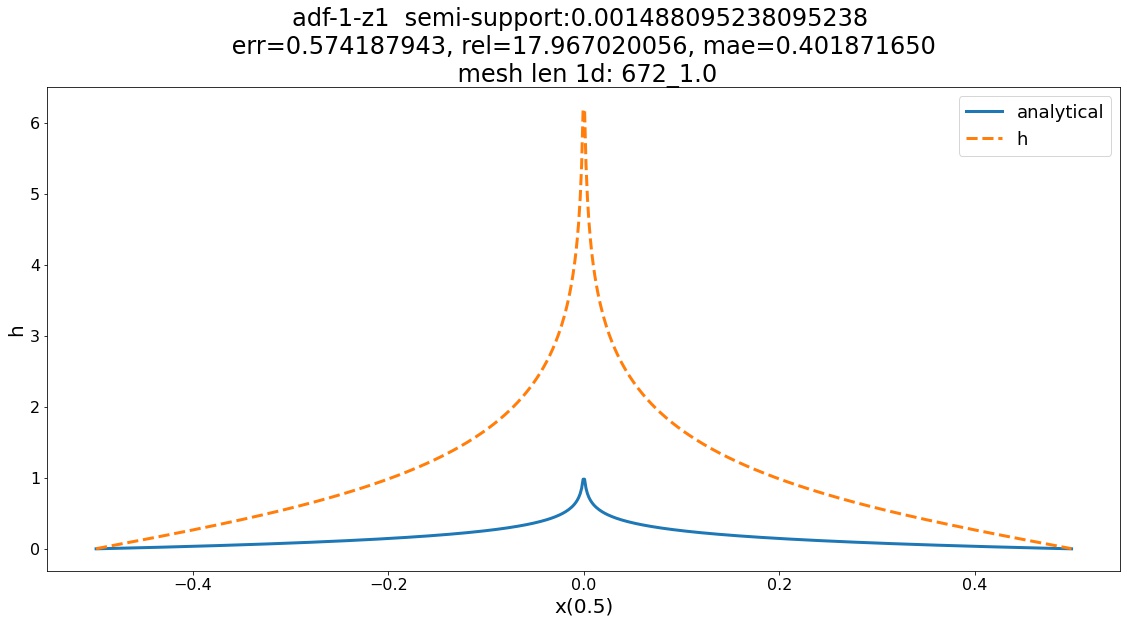 adf-1-z1  semi-support:0.001488095238095238
err=0.574187943, rel=17.967020056, mae=0.401871650
mesh len 1d: 672_1.0
analytical
h
6
5
4
3
2
1
0
h
−0.4
−0.2
0.0
0.2
0.4
x(0.5)